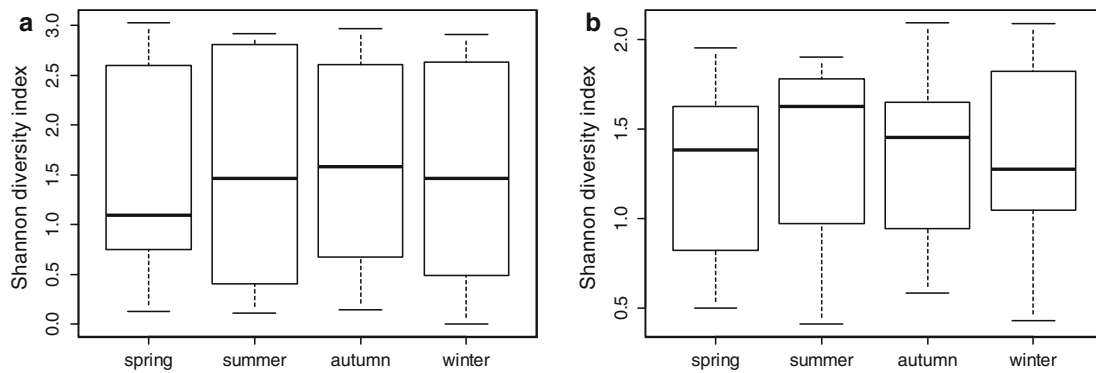 a
Shannon diversity index
3.0
2.5
2.0
1.5
1.0
0.5
0.0
spring summer autumn winter
b
Shannon diversity index
2.0
1.5
1.0
0.5
spring summer autumn winter